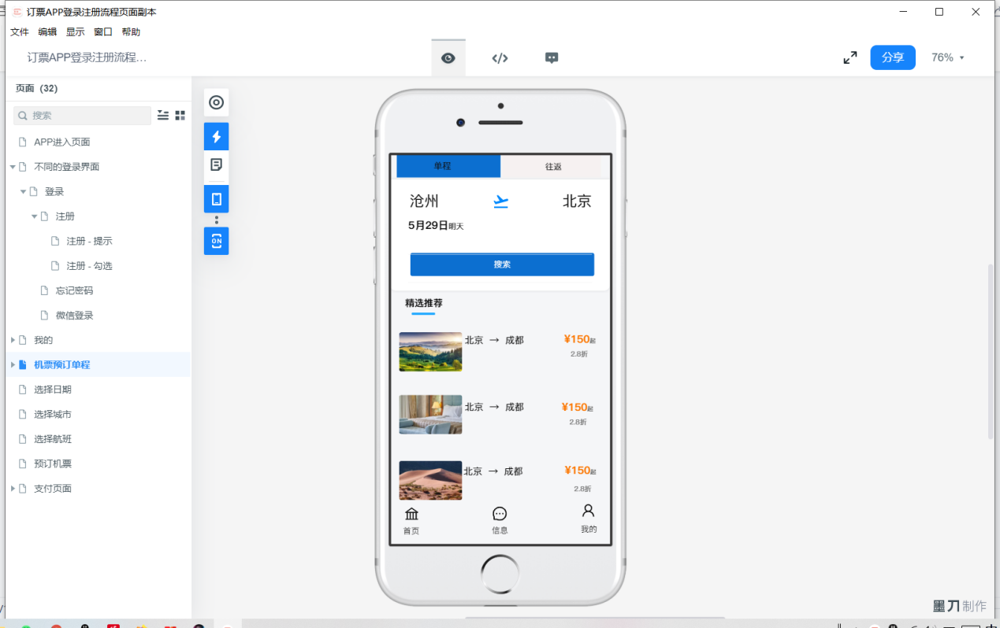 订票APP登录注册流程页面副本
文件 编辑 显示 窗口 帮助
订票APP登录注册流程…
</>
分享
76%
页面 (32)
搜索
APP进入页面
不同的登录界面
登录
注册
注册 - 提示
注册 - 勾选
忘记密码
微信登录
我的
机票预订单程
选择日期
选择城市
选择航班
预订机票
支付页面
ON
单程 往返
沧州 北京
5月29日明天
搜索
精选推荐
北京 → 成都 ¥150起
2.8折
北京 → 成都 ¥150起
2.8折
北京 → 成都 ¥150起
2.8折
首页 信息 我的
墨刀制作